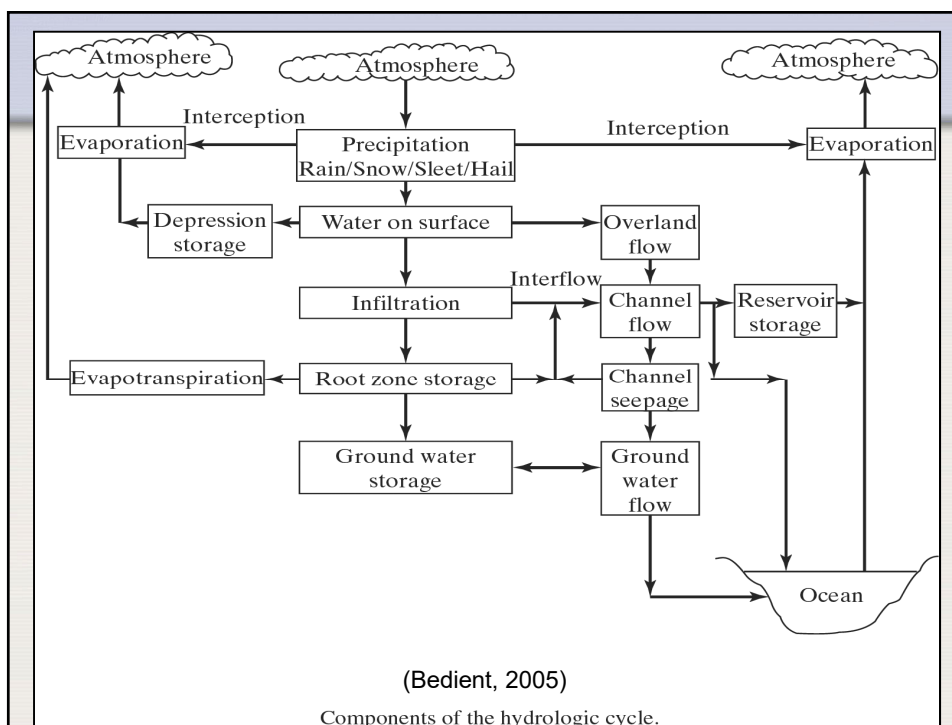 Atmosphere
Atmosphere
Atmosphere
Interception
Interception
Evaporation
Precipitation
Rain/Snow/Sleet/Hail
Evaporation
Depression
storage
Water on surface
Overland
flow
Interflow
Infiltration
Channel
flow
Reservoir
storage
Evapotranspiration
Root zone storage
Channel
seepage
Ground water
storage
Ground
water
flow
Ocean
(Bedient, 2005)
Components of the hydrologic cycle.